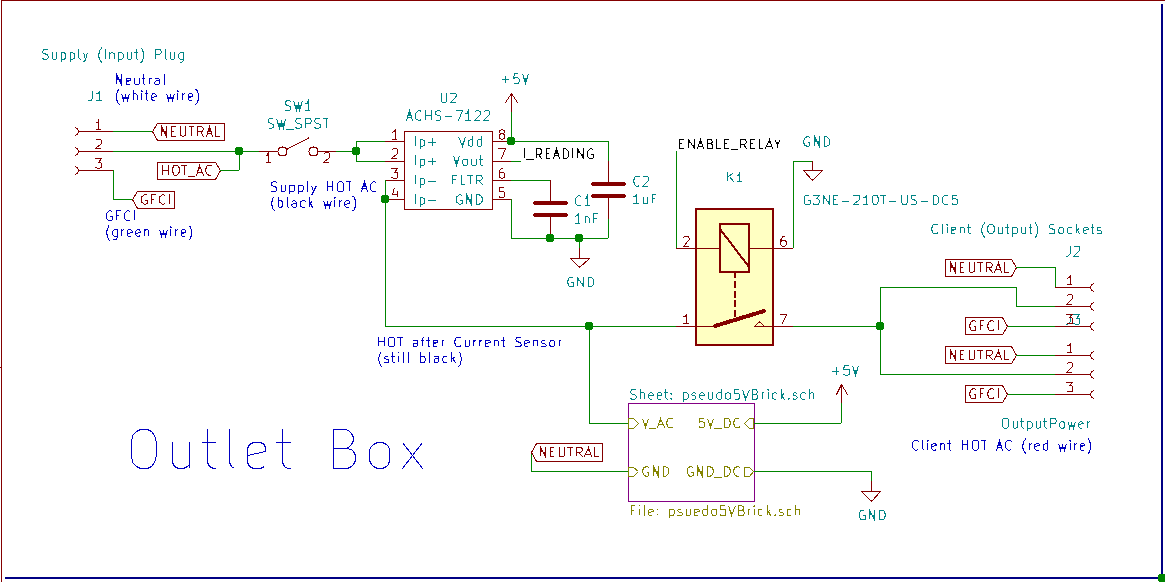 Supply (Input) Plug
Neutral
(white wire)
J1
1
NEUTRAL
2
3
HOT_AC
GFCI
GFCI
(green wire)
SW1
SW_SPST
1
2
Supply HOT AC
(black wire)
U2
ACHS-7122
1
Ip+
Vdd
8
2
Ip+
Vout
7
3
Ip-
FLTR
6
4
Ip-
GND
5
+5V
I_READING
C1
1nF
C2
1uF
GND
ENABLE_RELAY
GND
K1
G3NE-210T-US-DC5
2
6
1
7
HOT after Current Sensor
(still black)
Client (Output) Sockets
J2
NEUTRAL
1
2
GFCI
3
J3
NEUTRAL
1
2
GFCI
3
OutputPower
Client HOT AC (red wire)
+5V
Sheet: pseudo5VBrick.sch
V_AC
5V_DC
NEUTRAL
GND
GND_DC
File: psuedo5VBrick.sch
GND
Outlet Box